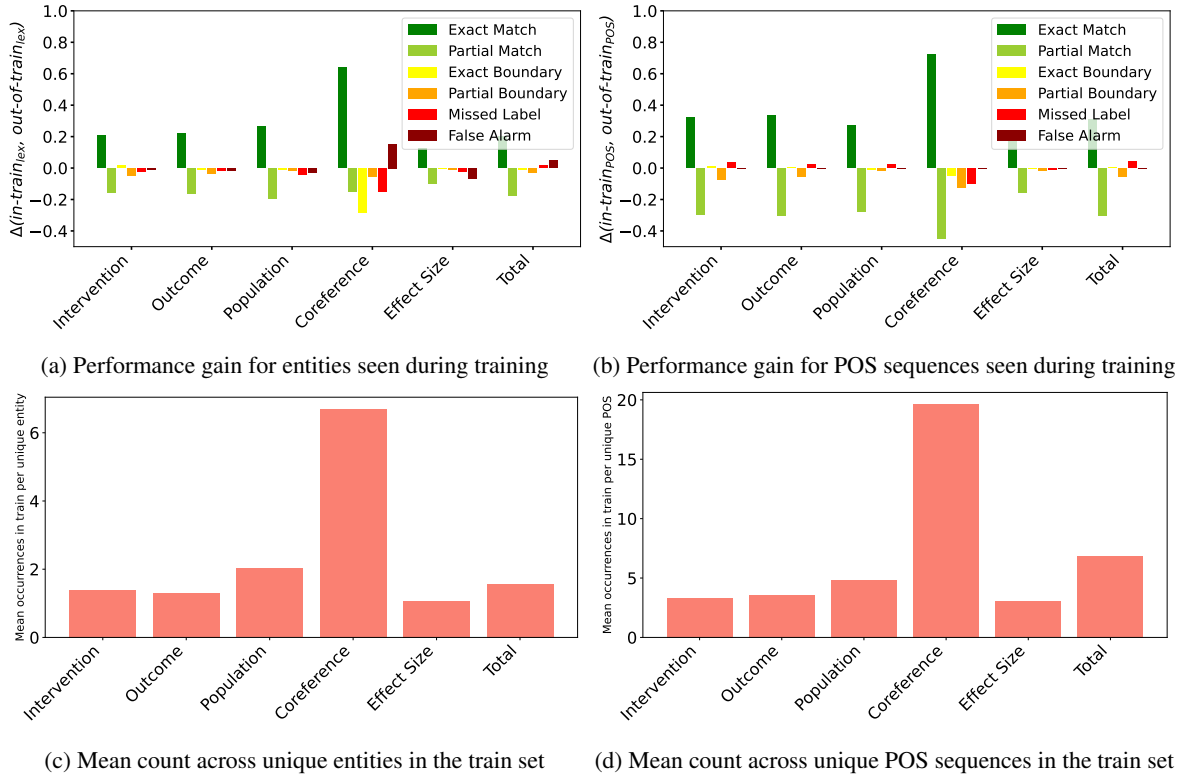 1.0
0.8
0.6
0.4
0.2
0.0
−0.2
−0.4
Δ(in-train_lex, out-of-train_lex)
Exact Match
Partial Match
Exact Boundary
Partial Boundary
Missed Label
False Alarm
Intervention
Outcome
Population
Coreference
Effect Size
Total
(a) Performance gain for entities seen during training
1.0
0.8
0.6
0.4
0.2
0.0
−0.2
−0.4
Δ(in-train_POS, out-of-train_POS)
Exact Match
Partial Match
Exact Boundary
Partial Boundary
Missed Label
False Alarm
Intervention
Outcome
Population
Coreference
Effect Size
Total
(b) Performance gain for POS sequences seen during training
6
4
2
0
Mean occurrences in train per unique entity
Intervention
Outcome
Population
Coreference
Effect Size
Total
(c) Mean count across unique entities in the train set
20
15
10
5
0
Mean occurrences in train per unique POS
Intervention
Outcome
Population
Coreference
Effect Size
Total
(d) Mean count across unique POS sequences in the train set